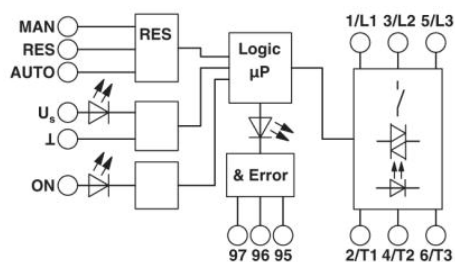 MAN
RES
AUTO
RES
Us
⊥
ON
Logic
µP
& Error
97 96 95
1/L1 3/L2 5/L3
2/T1 4/T2 6/T3